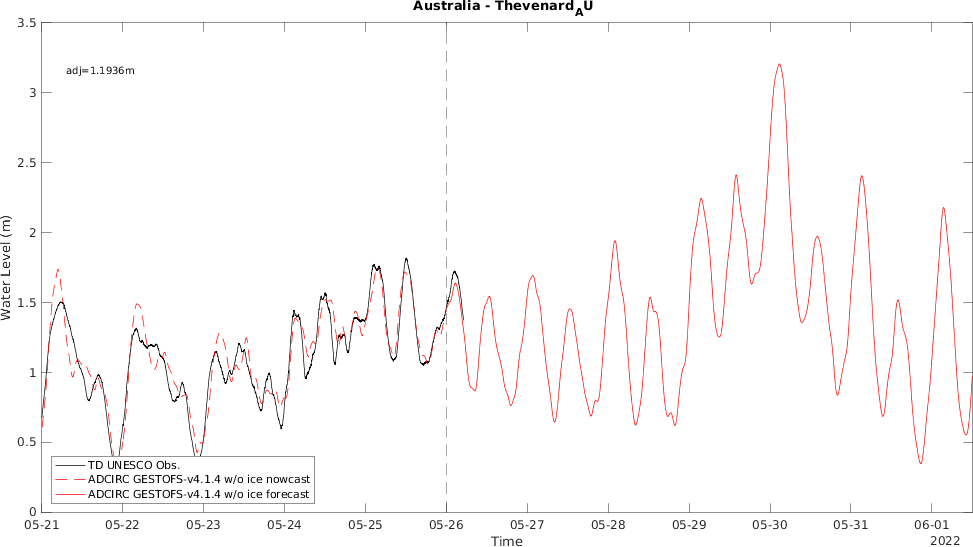 Australia - Thevenard_AU
adj=1.1936m
3.5
3
2.5
2
1.5
1
0.5
0
Water Level (m)
TD UNESCO Obs.
ADCIRC GESTOFS-v4.1.4 w/o ice nowcast
ADCIRC GESTOFS-v4.1.4 w/o ice forecast
05-21 05-22 05-23 05-24 05-25 05-26 05-27 05-28 05-29 05-30 05-31 06-01
Time
2022